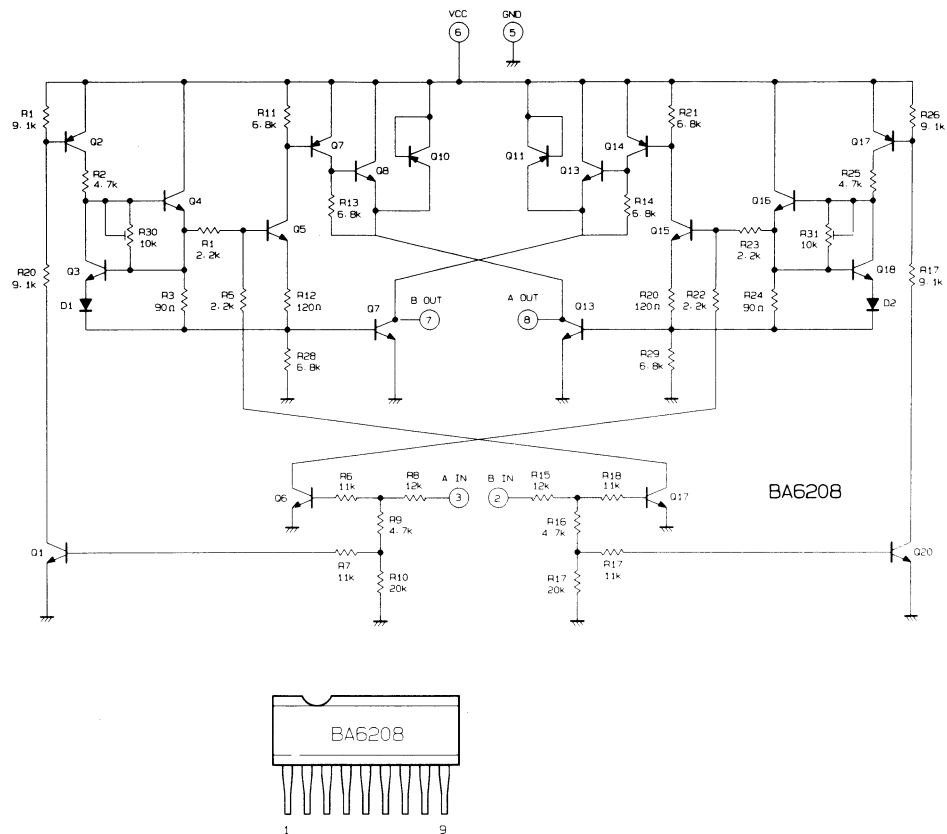 VCC
GND
6
5
R1
9.1k
Q2
R2
4.7k
R11
6.8k
Q7
Q8
Q10
Q11
Q13
Q14
R21
6.8k
Q17
R26
9.1k
R25
4.7k
Q4
R13
6.8k
R14
6.8k
Q16
R30
10k
R1
2.2k
Q5
Q15
R23
2.2k
R31
10k
R20
9.1k
Q3
D1
R3
90Ω
R5
2.2k
R12
120Ω
Q7
B OUT
7
A OUT
8
Q13
R20
120Ω
R22
2.2k
R24
90Ω
Q18
D2
R17
9.1k
R28
6.8k
R29
6.8k
Q6
R6
11k
R8
12k
A IN
3
B IN
2
R15
12k
R18
11k
Q17
BA6208
R9
4.7k
R16
4.7k
Q1
R7
11k
R10
20k
R17
20k
R17
11k
Q20
BA6208
1
9